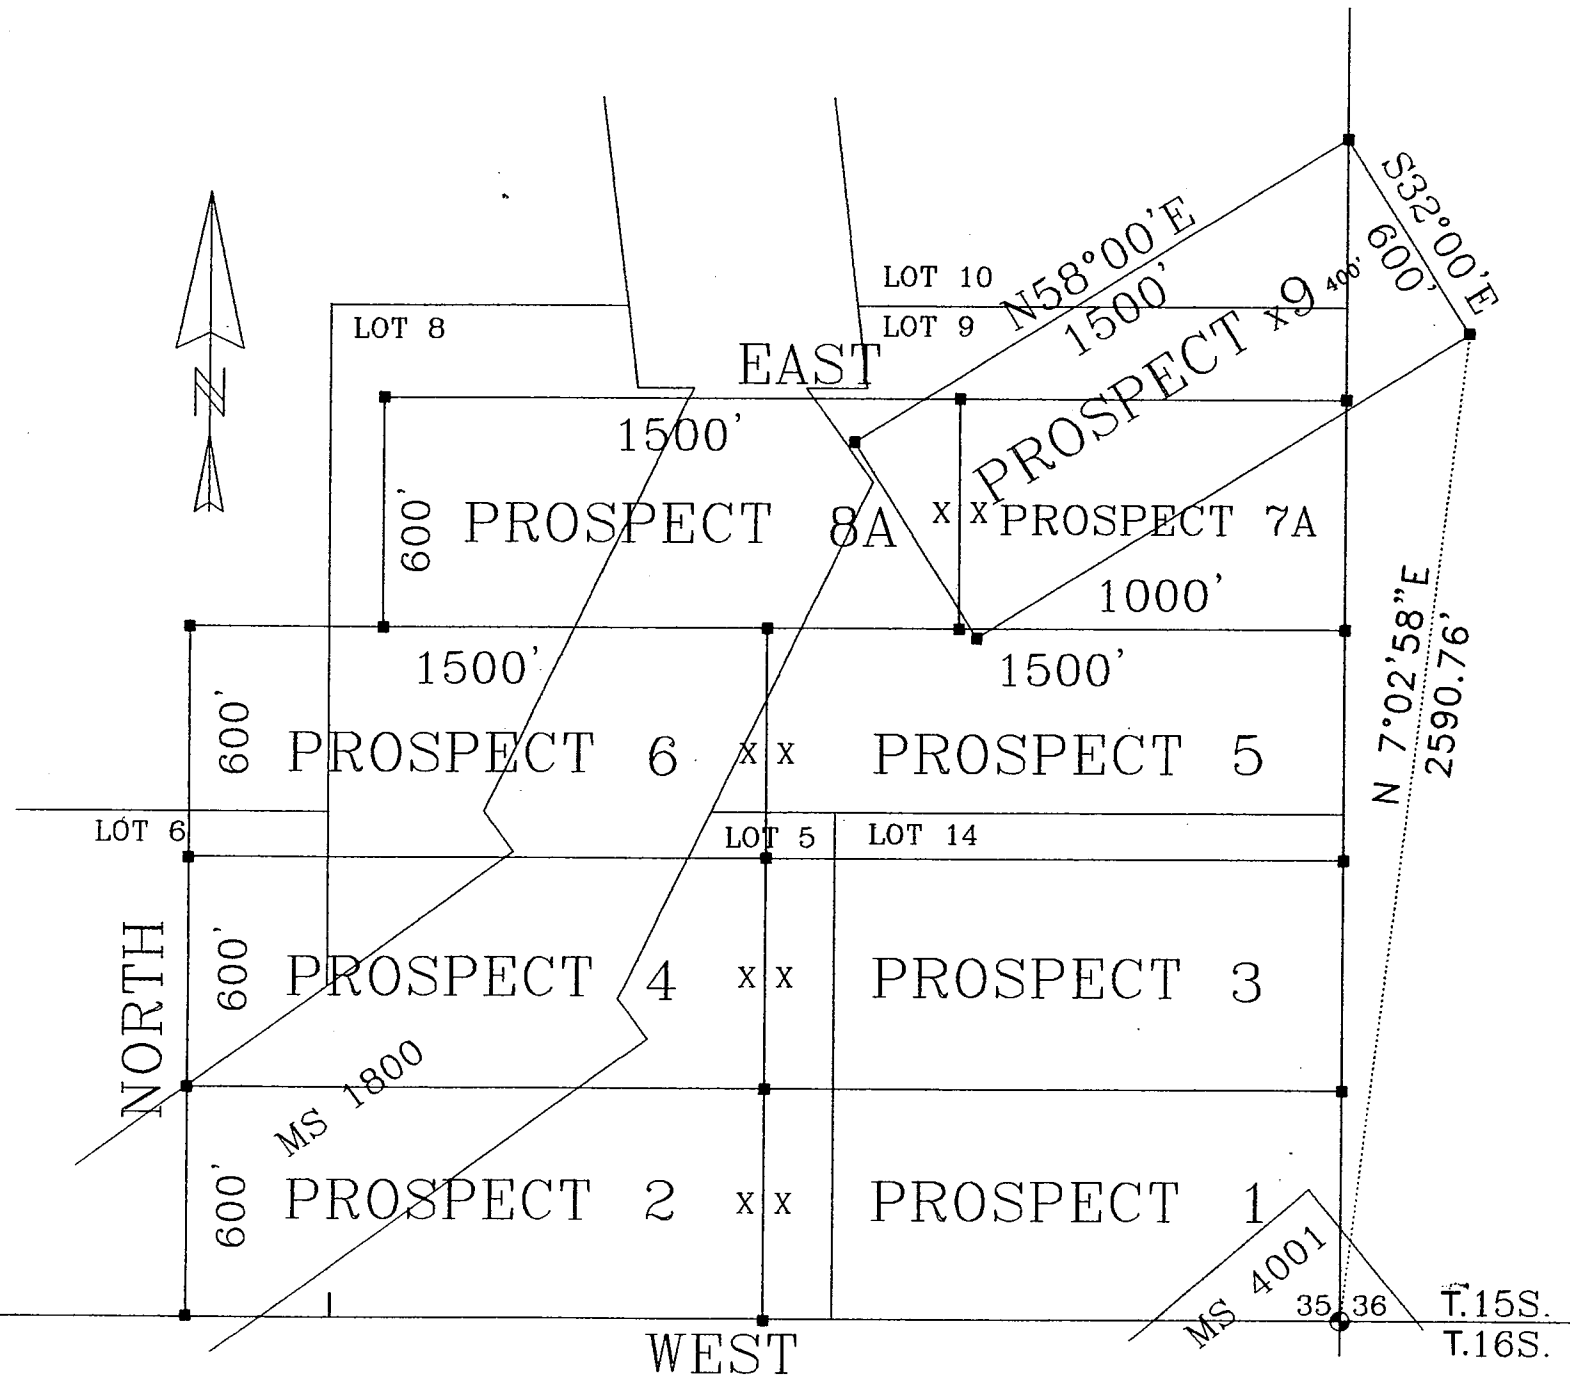 S32°00'E
600'
N58°00'E
1500'
LOT 10
PROSPECT x9 400'
LOT 8
LOT 9
EAST
N
1500'
600'
PROSPECT 8A
X X
PROSPECT 7A
1000'
1500'
1500'
N 7°02'58"E
2590.76'
600'
PROSPECT 6
X X
PROSPECT 5
LOT 6
LOT 5
LOT 14
NORTH
600'
PROSPECT 4
X X
PROSPECT 3
MS 1800
600'
PROSPECT 2
X X
PROSPECT 1
MS 4001
35 36
T.15S.
T.16S.
WEST